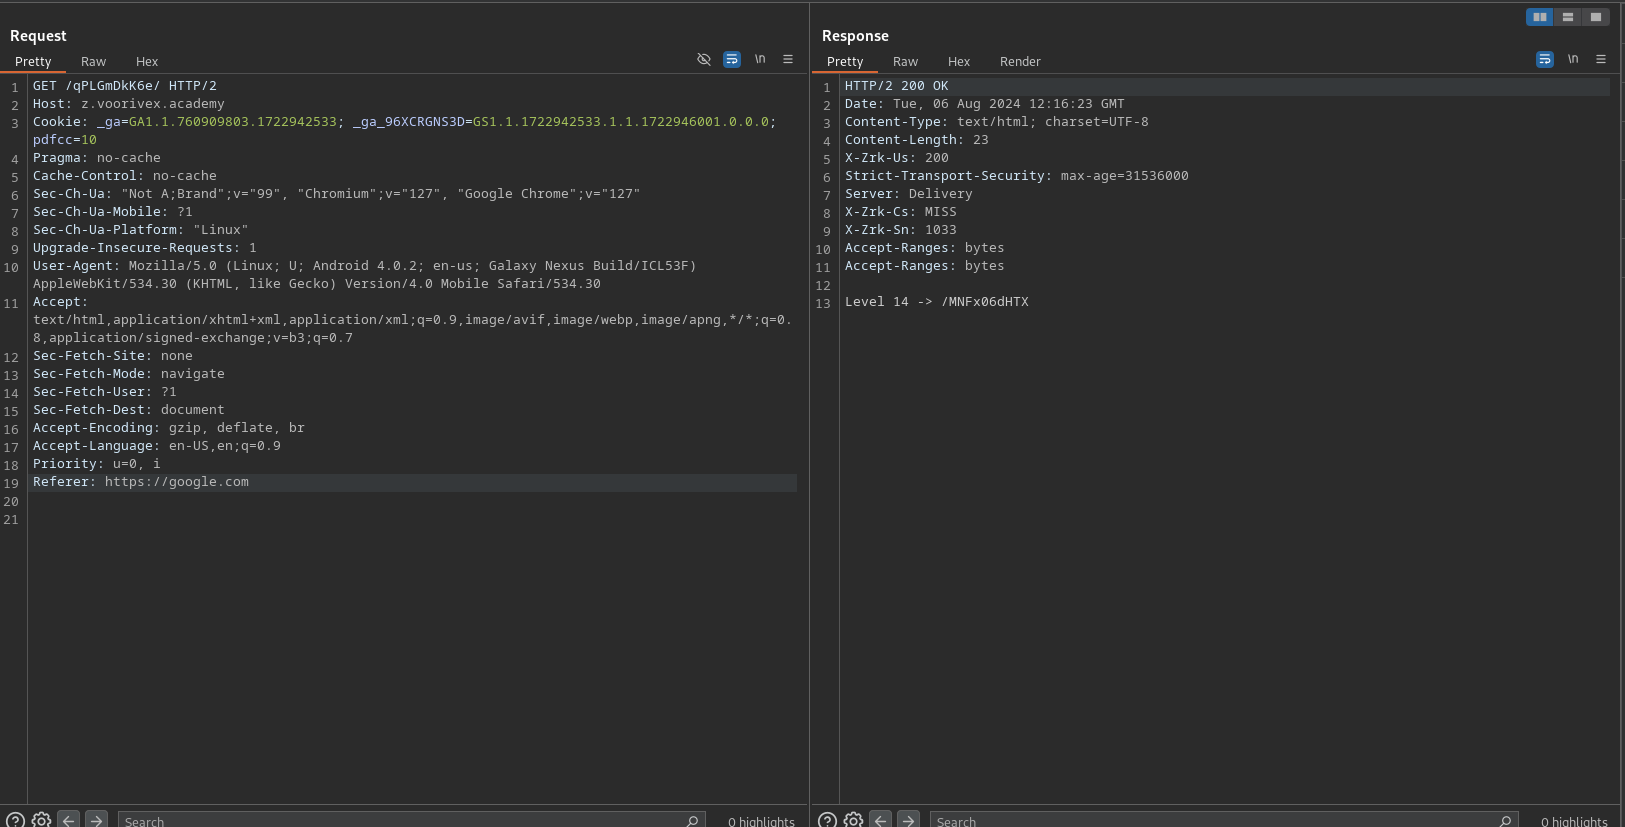 Request
Pretty Raw Hex
\n
1 GET /qPLGmDkK6e/ HTTP/2
2 Host: z.voorivex.academy
3 Cookie: _ga=GA1.1.760909803.1722942533; _ga_96XCRGNS3D=GS1.1.1722942533.1.1.1722946001.0.0.0;
pdfcc=10
4 Pragma: no-cache
5 Cache-Control: no-cache
6 Sec-Ch-Ua: "Not A;Brand";v="99", "Chromium";v="127", "Google Chrome";v="127"
7 Sec-Ch-Ua-Mobile: ?1
8 Sec-Ch-Ua-Platform: "Linux"
9 Upgrade-Insecure-Requests: 1
10 User-Agent: Mozilla/5.0 (Linux; U; Android 4.0.2; en-us; Galaxy Nexus Build/ICL53F)
AppleWebKit/534.30 (KHTML, like Gecko) Version/4.0 Mobile Safari/534.30
11 Accept:
text/html,application/xhtml+xml,application/xml;q=0.9,image/avif,image/webp,image/apng,*/*;q=0.
8,application/signed-exchange;v=b3;q=0.7
12 Sec-Fetch-Site: none
13 Sec-Fetch-Mode: navigate
14 Sec-Fetch-User: ?1
15 Sec-Fetch-Dest: document
16 Accept-Encoding: gzip, deflate, br
17 Accept-Language: en-US,en;q=0.9
18 Priority: u=0, i
19 Referer: https://google.com
20
21
Search
0 highlights
Response
Pretty Raw Hex Render
\n
1 HTTP/2 200 OK
2 Date: Tue, 06 Aug 2024 12:16:23 GMT
3 Content-Type: text/html; charset=UTF-8
4 Content-Length: 23
5 X-Zrk-Us: 200
6 Strict-Transport-Security: max-age=31536000
7 Server: Delivery
8 X-Zrk-Cs: MISS
9 X-Zrk-Sn: 1033
10 Accept-Ranges: bytes
11 Accept-Ranges: bytes
12
13 Level 14 -> /MNFx06dHTX
Search
0 highlights